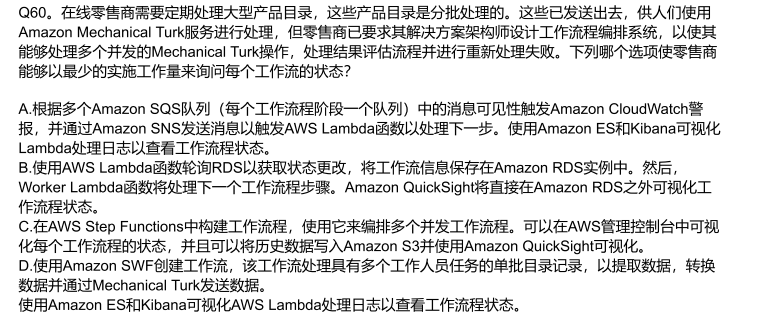 Q60。在线零售商需要定期处理大型产品目录，这些产品目录是分批处理的。这些已发送出去，供人们使用
Amazon Mechanical Turk服务进行处理，但零售商已要求其解决方案架构师设计工作流程编排系统，以使其
能够处理多个并发的Mechanical Turk操作，处理结果评估流程并进行重新处理失败。下列哪个选项使零售商
能够以最少的实施工作量来询问每个工作流的状态？
A.根据多个Amazon SQS队列（每个工作流程阶段一个队列）中的消息可见性触发Amazon CloudWatch警
报，并通过Amazon SNS发送消息以触发AWS Lambda函数以处理下一步。使用Amazon ES和Kibana可视化
Lambda处理日志以查看工作流程状态。
B.使用AWS Lambda函数轮询RDS以获取状态更改，将工作流信息保存在Amazon RDS实例中。然后，
Worker Lambda函数将处理下一个工作流程步骤。Amazon QuickSight将直接在Amazon RDS之外可视化工
作流程状态。
C.在AWS Step Functions中构建工作流程，使用它来编排多个并发工作流程。可以在AWS管理控制台中可视
化每个工作流程的状态，并且可以将历史数据写入Amazon S3并使用Amazon QuickSight可视化。
D.使用Amazon SWF创建工作流，该工作流处理具有多个工作人员任务的单批目录记录，以提取数据，转换
数据并通过Mechanical Turk发送数据。
使用Amazon ES和Kibana可视化AWS Lambda处理日志以查看工作流程状态。